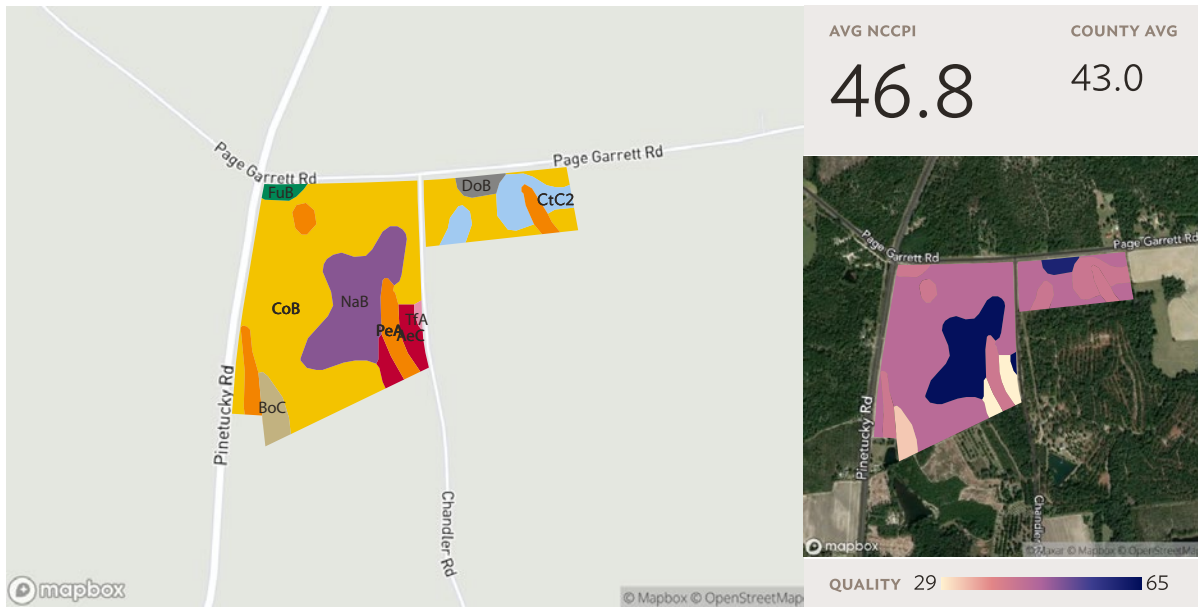 Page Garrett Rd
Page Garrett Rd
FuB
DoB
CtC2
CoB
NaB
TfA
PeA
AeC
BoC
Pinetucky Rd
Chandler Rd
mapbox
© Mapbox © OpenStreetMap
AVG NCCPI
COUNTY AVG
46.8
43.0
Page Garrett Rd
Page Garrett Rd
Pinetucky Rd
Chandler
mapbox
© Maxar © Mapbox © OpenStreetMap
QUALITY 29 65